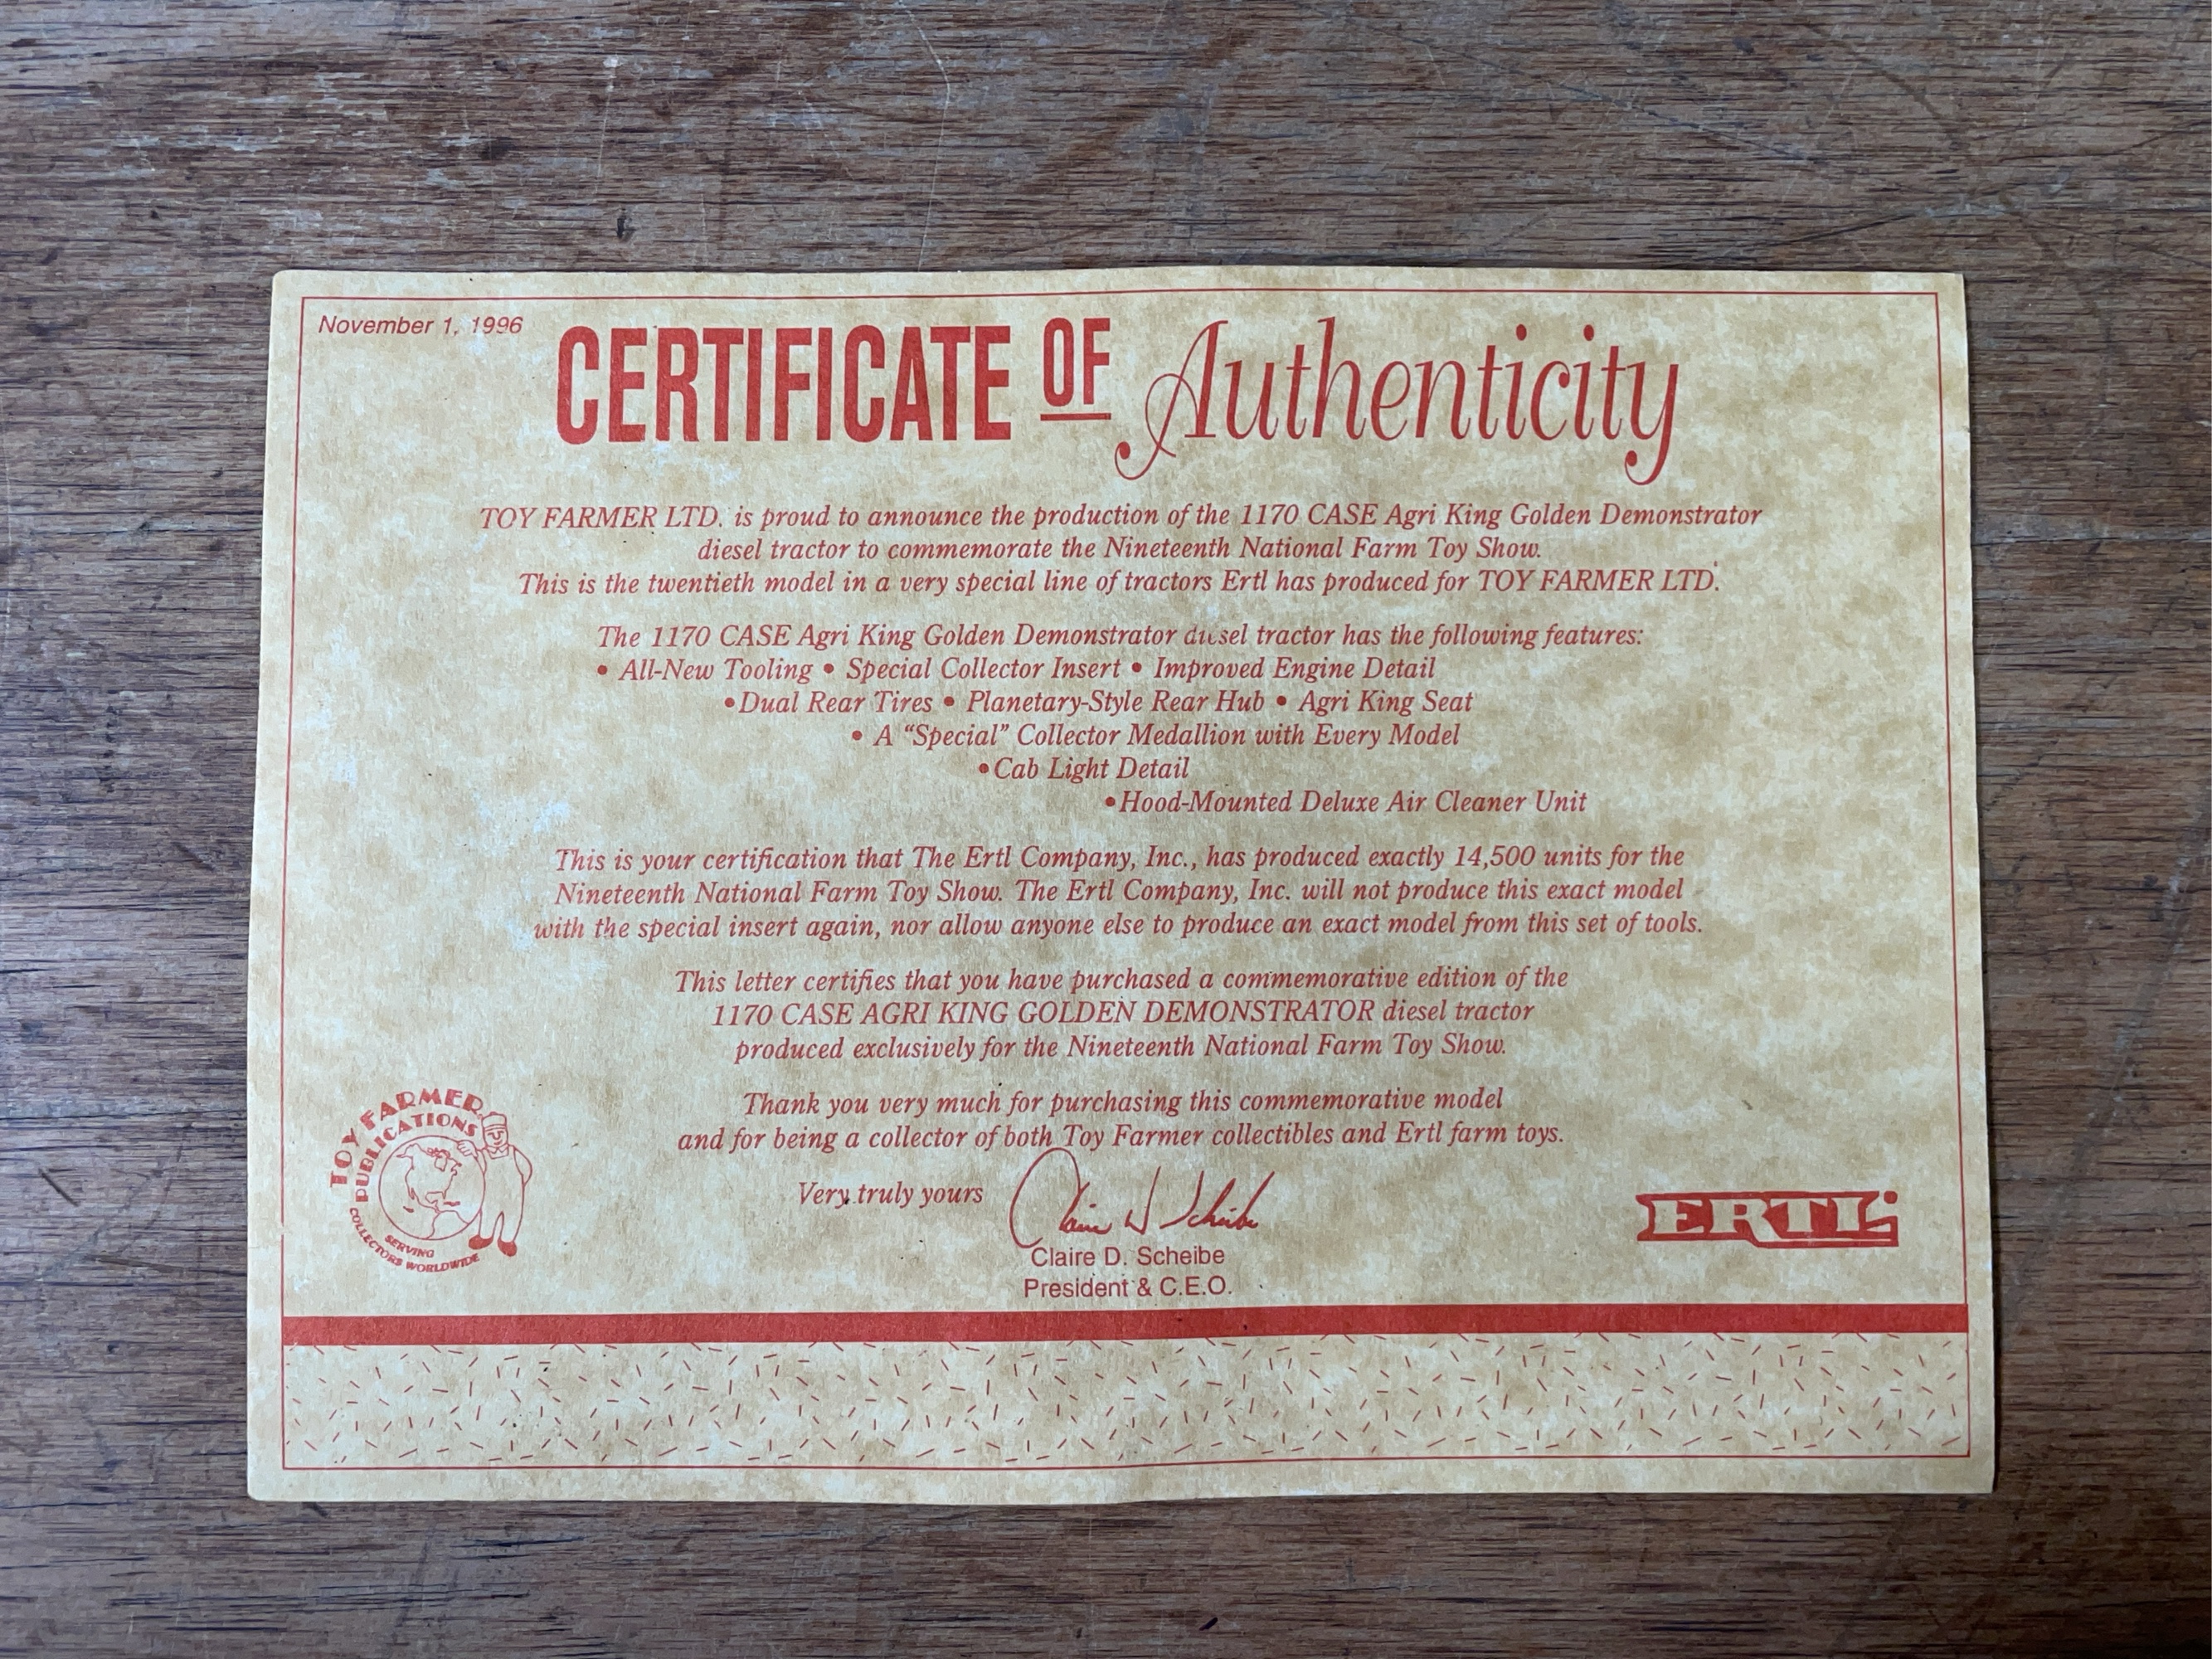 November 1, 1996
CERTIFICATE OF Authenticity
TOY FARMER LTD. is proud to announce the production of the 1170 CASE Agri King Golden Demonstrator
diesel tractor to commemorate the Nineteenth National Farm Toy Show.
This is the twentieth model in a very special line of tractors Ertl has produced for TOY FARMER LTD.
The 1170 CASE Agri King Golden Demonstrator diesel tractor has the following features:
• All-New Tooling • Special Collector Insert • Improved Engine Detail
•Dual Rear Tires • Planetary-Style Rear Hub • Agri King Seat
• A “Special” Collector Medallion with Every Model
•Cab Light Detail
•Hood-Mounted Deluxe Air Cleaner Unit
This is your certification that The Ertl Company, Inc., has produced exactly 14,500 units for the
Nineteenth National Farm Toy Show. The Ertl Company, Inc. will not produce this exact model
with the special insert again, nor allow anyone else to produce an exact model from this set of tools.
This letter certifies that you have purchased a commemorative edition of the
1170 CASE AGRI KING GOLDEN DEMONSTRATOR diesel tractor
produced exclusively for the Nineteenth National Farm Toy Show.
Thank you very much for purchasing this commemorative model
and for being a collector of both Toy Farmer collectibles and Ertl farm toys.
Very truly yours
Claire D. Scheibe
Claire D. Scheibe
President & C.E.O.
TOY FARMER
PUBLICATIONS
SERVING
COLLECTORS WORLDWIDE
ERTL